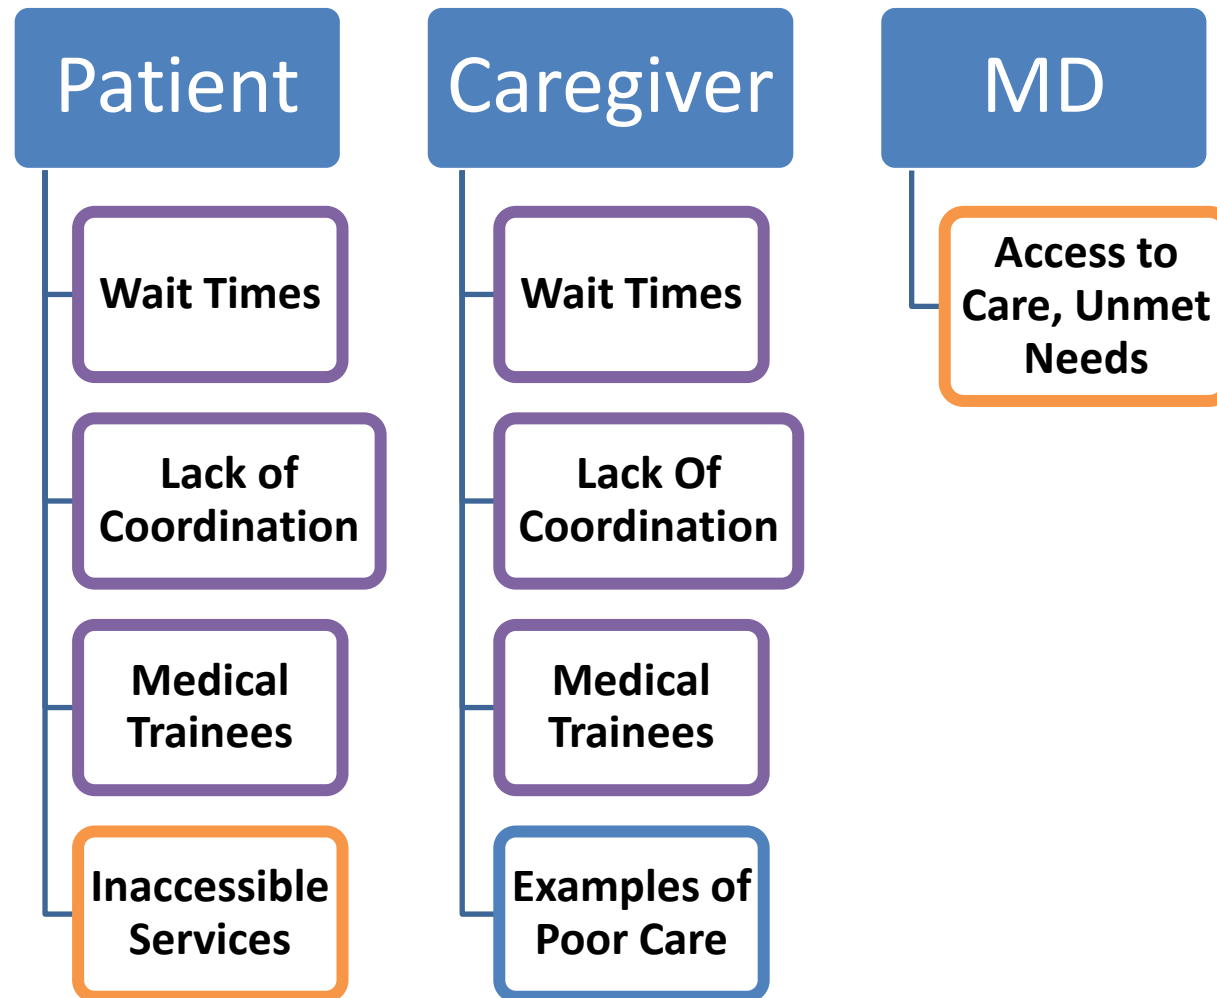 Patient
Wait Times
Lack of
Coordination
Medical
Trainees
Inaccessible
Services
Caregiver
Wait Times
Lack Of
Coordination
Medical
Trainees
Examples of
Poor Care
MD
Access to
Care, Unmet
Needs